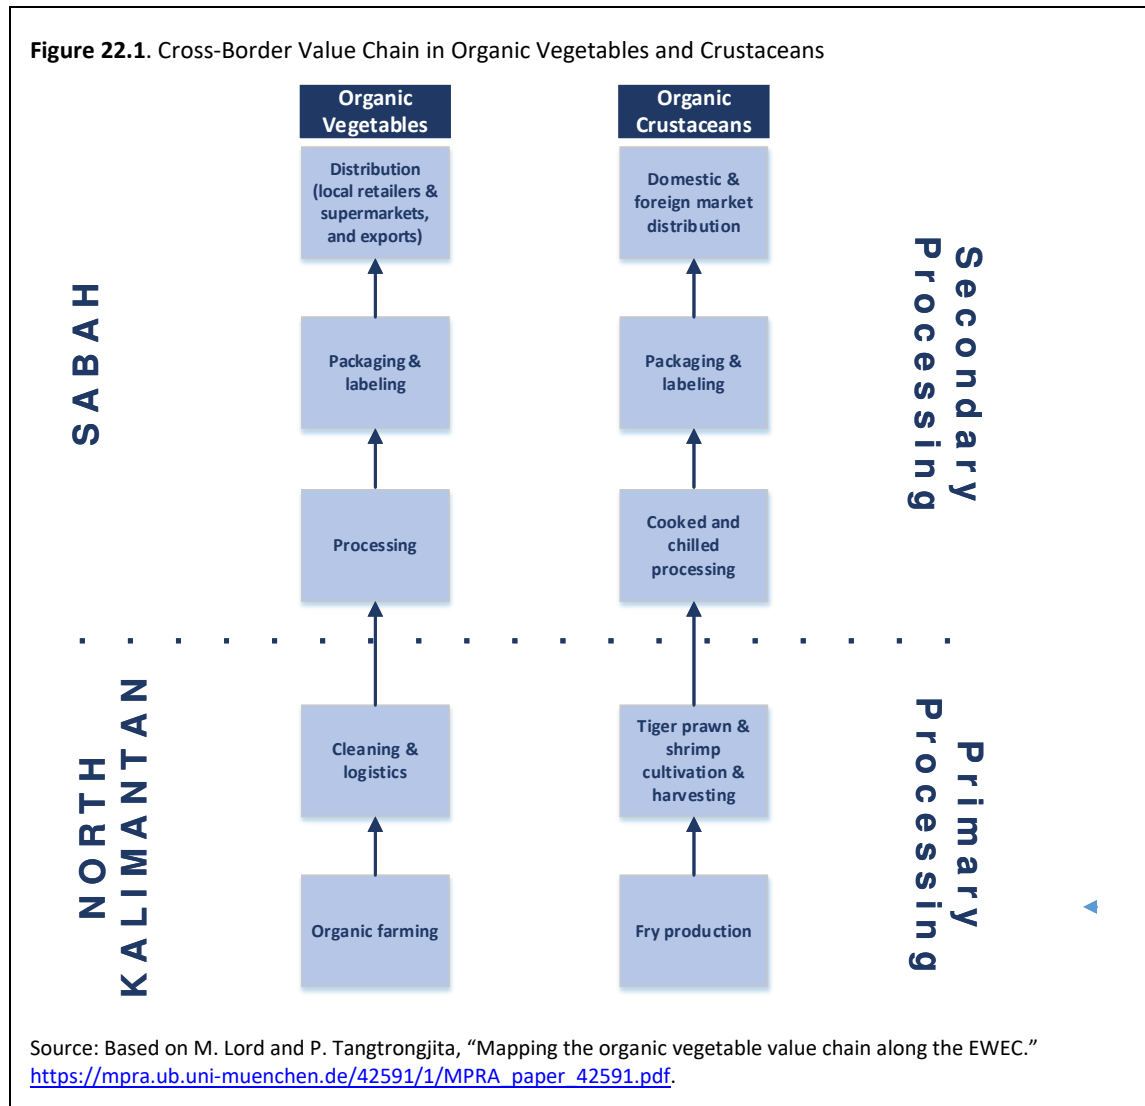 Figure 22.1. Cross-Border Value Chain in Organic Vegetables and Crustaceans
Organic
Vegetables
Organic
Crustaceans
Distribution
(local retailers &
supermarkets,
and exports)
Domestic &
foreign market
distribution
Packaging &
labeling
Packaging &
labeling
Processing
Cooked and
chilled
processing
SABAH
Secondary
Processing
Cleaning &
logistics
Tiger prawn &
shrimp
cultivation &
harvesting
Organic farming
Fry production
NORTH
KALIMANTAN
Primary
Processing
Source: Based on M. Lord and P. Tangtrongjita, “Mapping the organic vegetable value chain along the EWEC.”
https://mpra.ub.uni-muenchen.de/42591/1/MPRA_paper_42591.pdf.